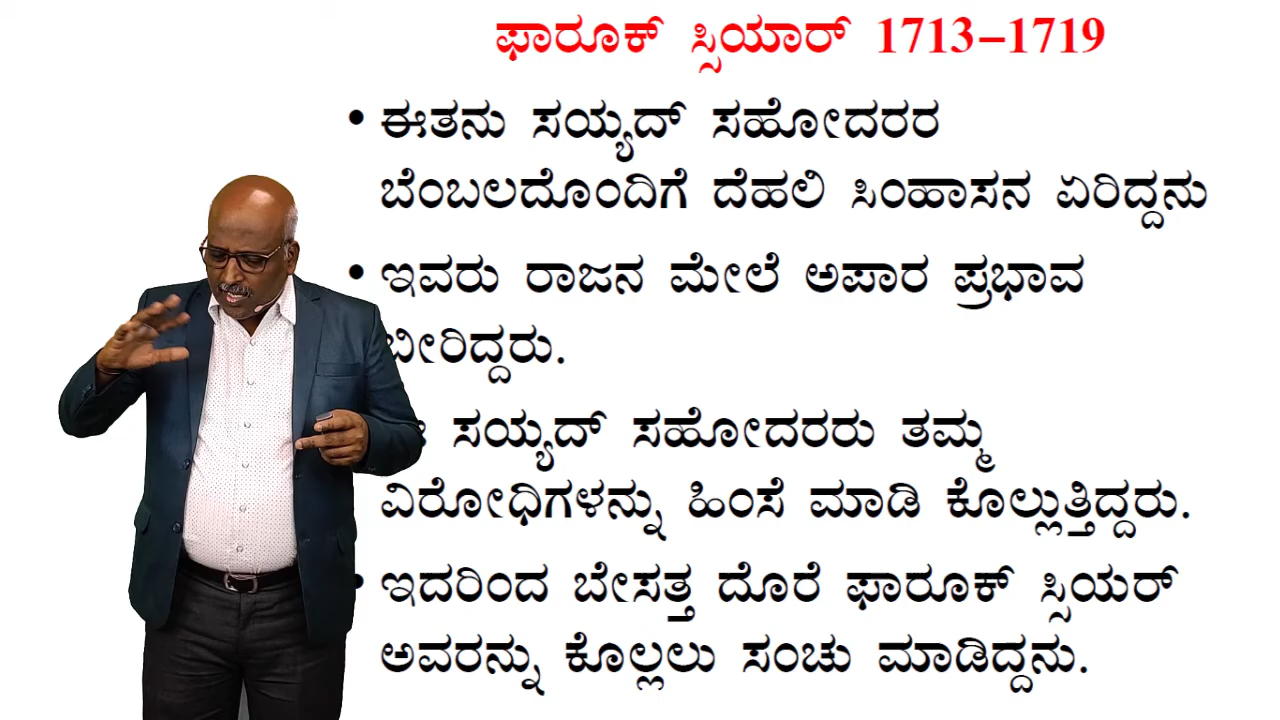 ಫಾರೂಕ್ ಸ್ಸಿಯಾರ್ 1713–1719
• ಈತನು ಸಯ್ಯದ್ ಸಹೋದರರ
ಬೆಂಬಲದೊಂದಿಗೆ ದೆಹಲಿ ಸಿಂಹಾಸನ ಏರಿದ್ದನು
• ಇವರು ರಾಜನ ಮೇಲೆ ಅಪಾರ ಪ್ರಭಾವ
ಬೀರಿದ್ದರು.
ಸಯ್ಯದ್ ಸಹೋದರರು ತಮ್ಮ
ವಿರೋಧಿಗಳನ್ನು ಹಿಂಸೆ ಮಾಡಿ ಕೊಲ್ಲುತ್ತಿದ್ದರು.
• ಇದರಿಂದ ಬೇಸತ್ತ ದೊರೆ ಫಾರೂಕ್ ಸ್ಸಿಯರ್
ಅವರನ್ನು ಕೊಲ್ಲಲು ಸಂಚು ಮಾಡಿದ್ದನು.